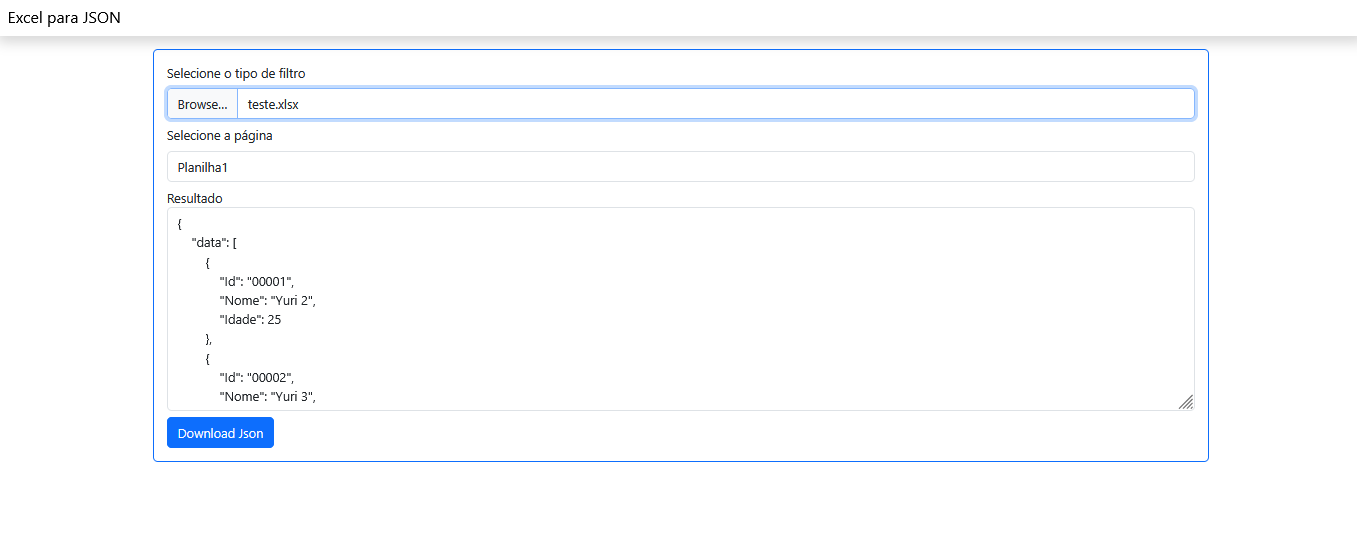 Excel para JSON
Selecione o tipo de filtro
Browse... teste.xlsx
Selecione a página
Planilha1
Resultado
{
"data": [
{
"Id": "00001",
"Nome": "Yuri 2",
"Idade": 25
},
{
"Id": "00002",
"Nome": "Yuri 3",
Download Json